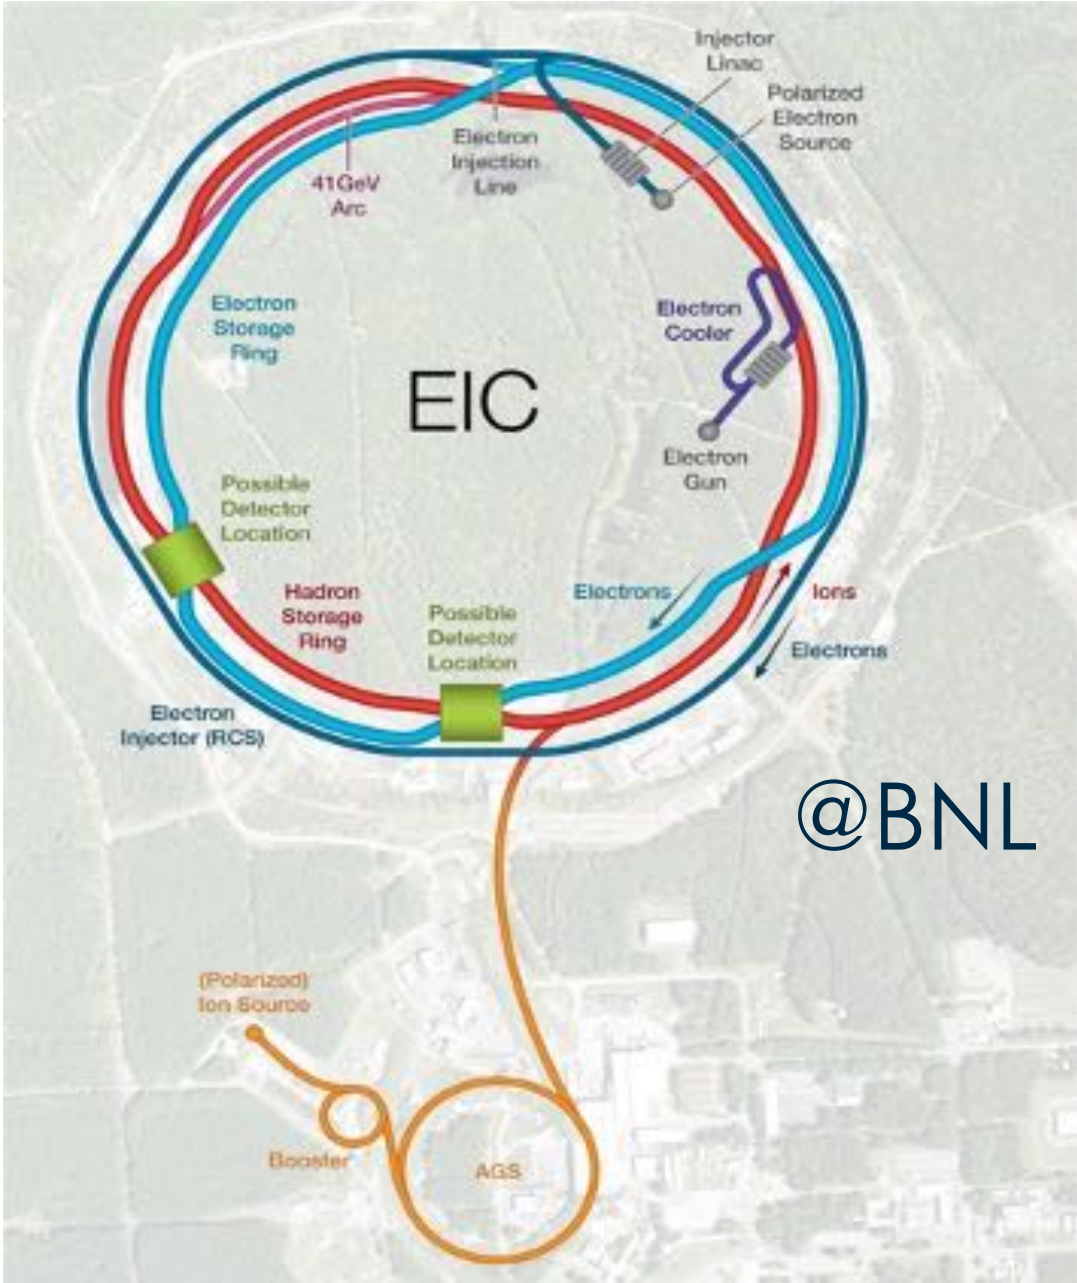 Injector
Linac
Polarized
Electron
Source
Electron
Injection
Line
41GeV
Arc
Electron
Storage
Ring
Electron
Cooler
EIC
Electron
Gun
Possible
Detector
Location
Hadron
Storage
Ring
Possible
Detector
Location
Electrons
Ions
Electrons
Electron
Injector (RCS)
@BNL
(Polarized)
Ion Source
Booster
AGS